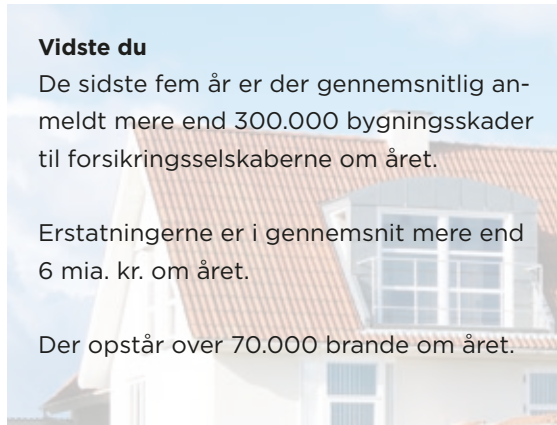 Vidste du
De sidste fem år er der gennemsnitlig an-
meldt mere end 300.000 bygningsskader
til forsikringsselskaberne om året.
Erstatningerne er i gennemsnit mere end
6 mia. kr. om året.
Der opstår over 70.000 brande om året.